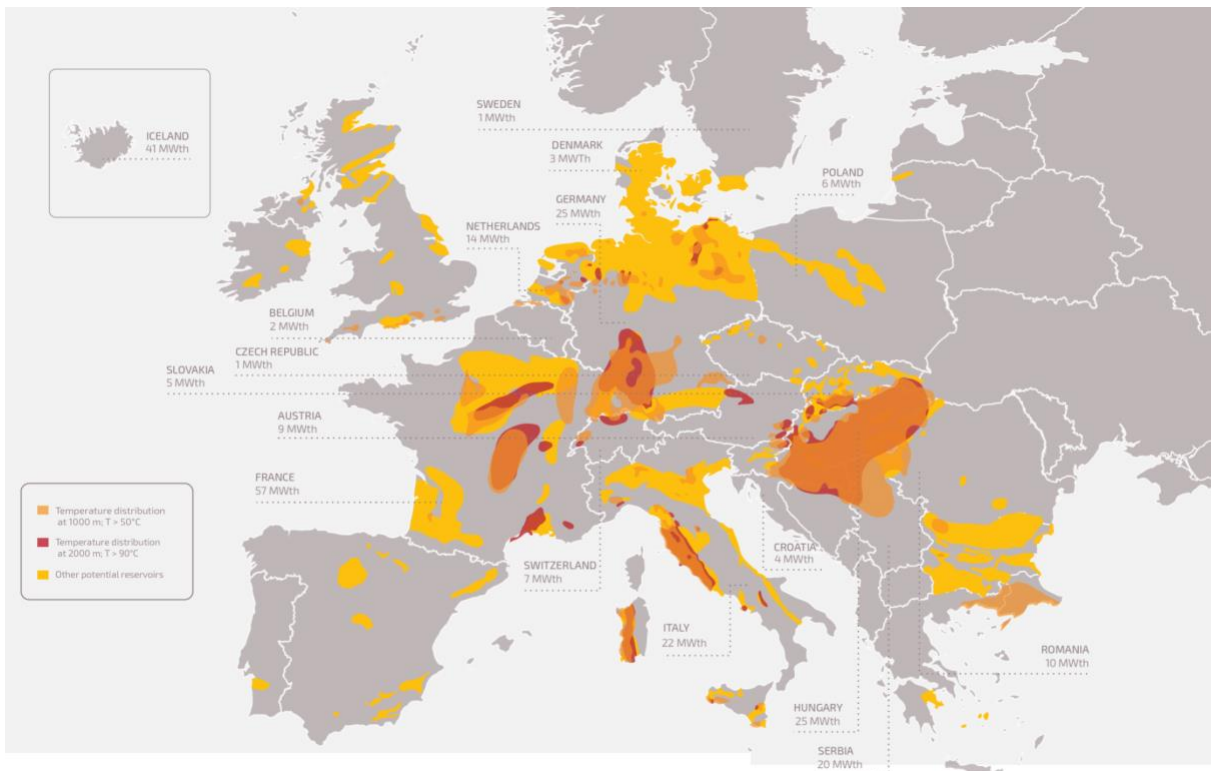 ICELAND
41 MWth
SWEDEN
1 MWth
DENMARK
3 MWTh
GERMANY
25 MWth
NETHERLANDS
14 MWth
POLAND
6 MWth
BELGIUM
2 MWth
CZECH REPUBLIC
1 MWth
SLOVAKIA
5 MWth
AUSTRIA
9 MWth
FRANCE
57 MWth
Temperature distribution
at 1000 m; T > 50°C
Temperature distribution
at 2000 m; T > 90°C
Other potential reservoirs
SWITZERLAND
7 MWth
CROATIA
4 MWth
ITALY
22 MWth
ROMANIA
10 MWth
HUNGARY
25 MWth
SERBIA
20 MWth